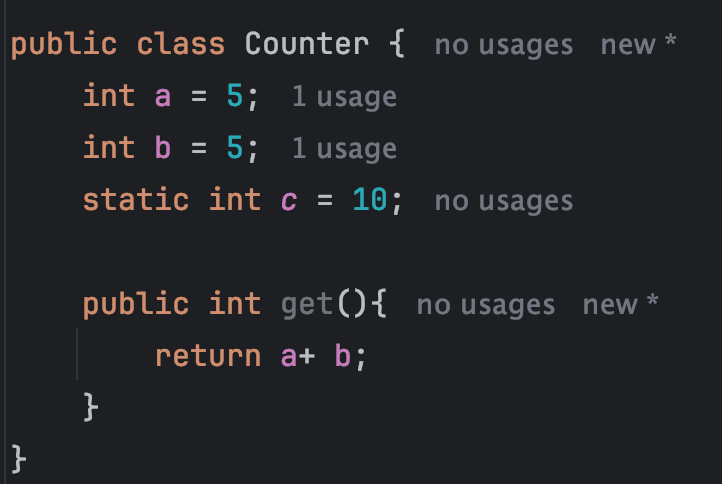 public class Counter { no usages new *
int a = 5; 1 usage
int b = 5; 1 usage
static int c = 10; no usages
public int get(){ no usages new *
return a+ b;
}
}